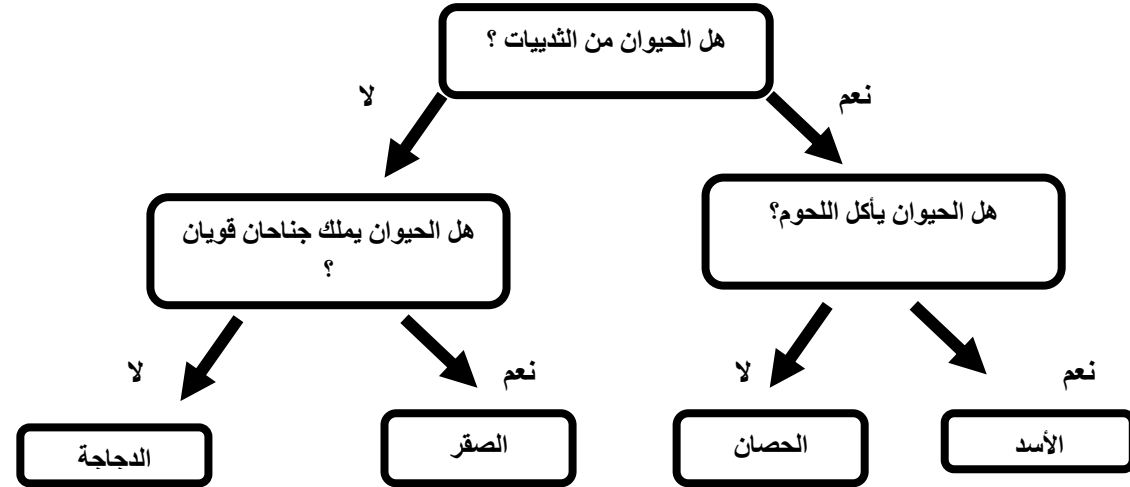 هل الحيوان من الثدييات ؟
نعم
لا
هل الحيوان يأكل اللحوم؟
هل الحيوان يملك جناحان قويان
؟
نعم
لا
نعم
لا
الأسد
الحصان
الصقر
الدجاجة